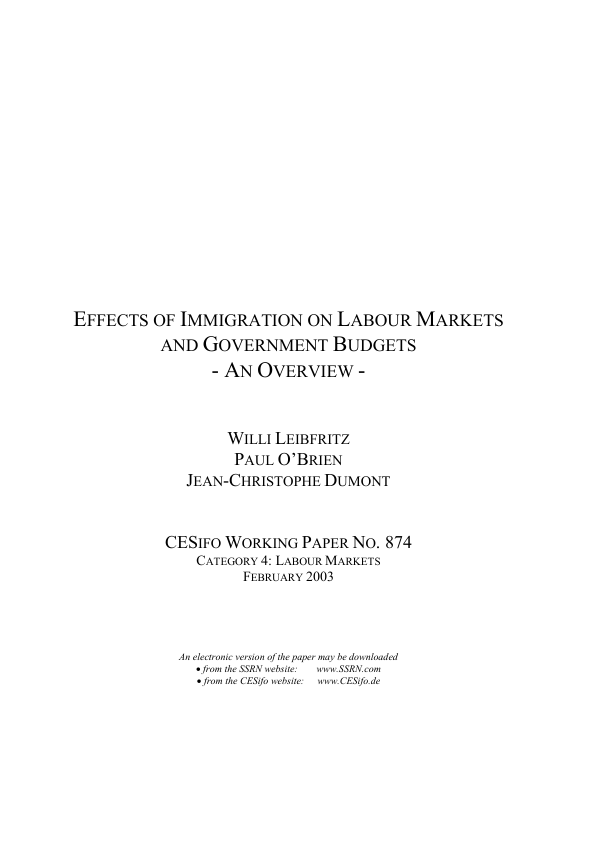 EFFECTS OF IMMIGRATION ON LABOUR MARKETS
AND GOVERNMENT BUDGETS
- AN OVERVIEW -
WILLI LEIBFRITZ
PAUL O'BRIEN
JEAN-CHRISTOPHE DUMONT
CESIFO WORKING PAPER NO. 874
CATEGORY 4: LABOUR MARKETS
FEBRUARY 2003
An electronic version of the paper may be downloaded
• from the SSRN website: www.SSRN.com
• from the CESifo website: www.CESifo.de